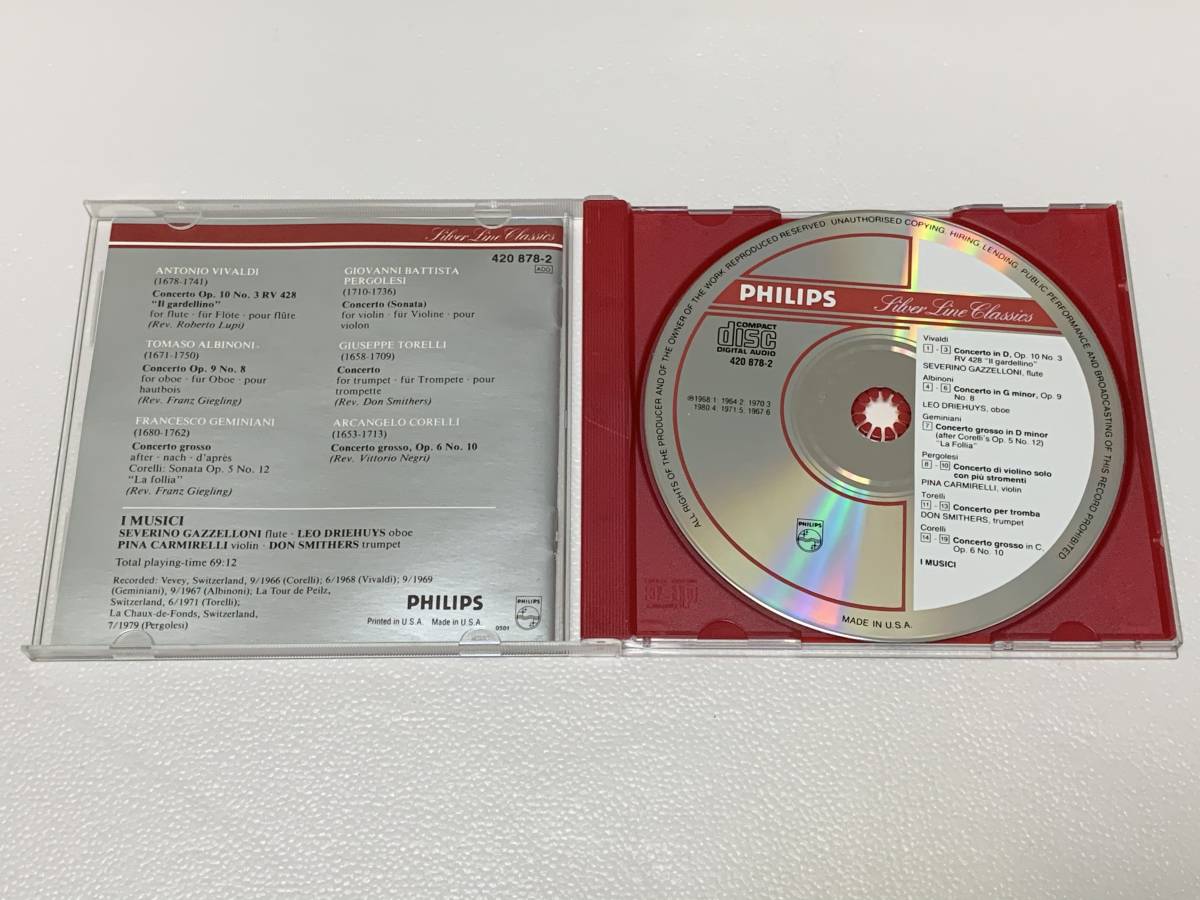 Silver Line Classics
420 878-2
ADD
ANTONIO VIVALDI
(1678-1741)
Concerto Op. 10 No. 3 RV 428
"Il gardellino"
for flute · für Flöte · pour flûte
(Rev. Roberto Lupi)
TOMASO ALBINONI
(1671-1750)
Concerto Op. 9 No. 8
for oboe · für Oboe · pour
hautbois
(Rev. Franz Giegling)
FRANCESCO GEMINIANI
(1680-1762)
Concerto grosso
after · nach · d'après
Corelli: Sonata Op. 5 No. 12
"La follia"
(Rev. Franz Giegling)
GIOVANNI BATTISTA
PERGOLESI
(1710-1736)
Concerto (Sonata)
for violin · für Violine · pour
violon
GIUSEPPE TORELLI
(1658-1709)
Concerto
for trumpet · für Trompete · pour
trompette
(Rev. Don Smithers)
ARCANGELO CORELLI
(1653-1713)
Concerto grosso, Op. 6 No. 10
(Rev. Vittorio Negri)
I MUSICI
SEVERINO GAZZELLONI flute · LEO DRIEHUYS oboe
PINA CARMIRELLI violin · DON SMITHERS trumpet
Total playing-time 69:12
Recorded: Vevey, Switzerland, 9/1966 (Corelli); 6/1968 (Vivaldi); 9/1969
(Geminiani), 9/1967 (Albinoni); La Tour de Peilz,
Switzerland, 6/1971 (Torelli);
La Chaux-de-Fonds, Switzerland,
7/1979 (Pergolesi)
PHILIPS
Printed in U.S.A. Made in U.S.A.
0501
PHILIPS
ALL RIGHTS OF THE PRODUCER AND OF THE OWNER OF THE WORK REPRODUCED RESERVED. UNAUTHORISED COPYING, HIRING, LENDING, PUBLIC PERFORMANCE AND BROADCASTING OF THIS RECORD PROHIBITED
PHILIPS
Silver Line Classics
COMPACT
disc
DIGITAL AUDIO
420 878-2
℗1968:1; 1964:2; 1970:3
1980:4; 1971:5; 1967:6
Vivaldi
1 - 3 Concerto in D, Op. 10 No. 3
RV 428 "Il gardellino"
SEVERINO GAZZELLONI, flute
Albinoni
4 - 6 Concerto in G minor, Op. 9
No. 8
LEO DRIEHUYS, oboe
Geminiani
7 Concerto grosso in D minor
(after Corelli's Op. 5 No. 12)
"La Follia"
Pergolesi
8 - 10 Concerto di violino solo
con più stromenti
PINA CARMIRELLI, violin
Torelli
11 - 13 Concerto per tromba
DON SMITHERS, trumpet
Corelli
14 - 19 Concerto grosso in C,
Op. 6 No. 10
I MUSICI
PHILIPS
MADE IN U.S.A.